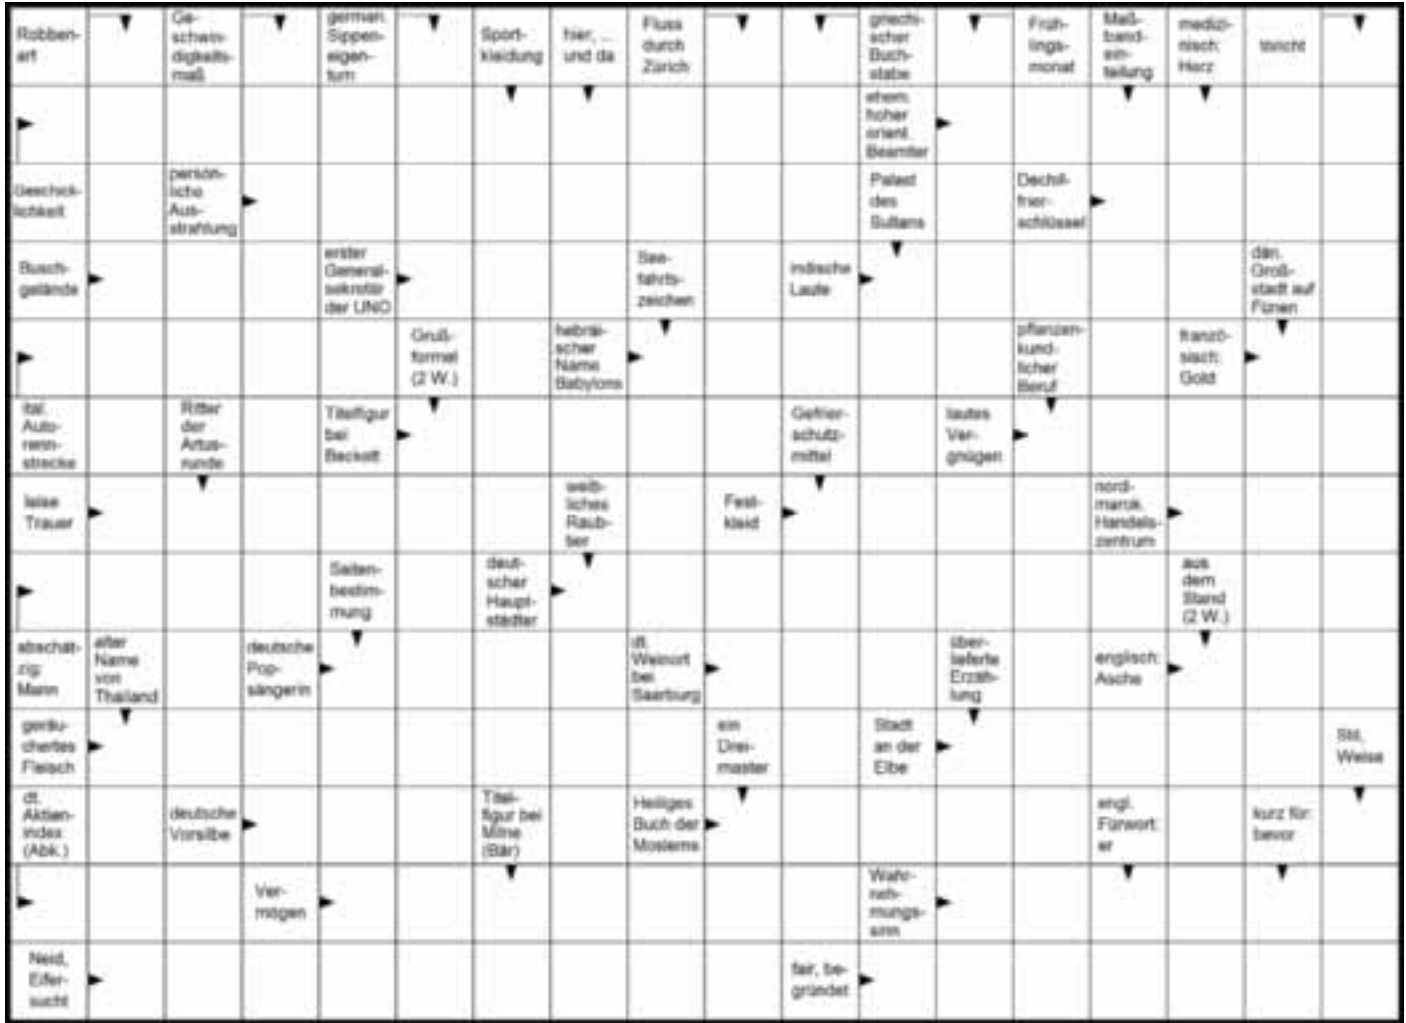 Robben-
art
Ge-
schwin-
digkeits-
maß
german.
Sippen-
eigen-
tum
Sport-
kleidung
hier, ...
und da
Fluss
durch
Zürich
griechi-
scher
Buch-
stabe
Früh-
lings-
monat
Maß-
band-
ein-
teilung
medizi-
nisch:
Herz
töricht
ehem.
hoher
orient.
Beamter
Geschick-
lichkeit
persön-
liche
Aus-
strahlung
Palast
des
Sultans
Dechif-
frier-
schlüssel
Busch-
gelände
erster
General-
sekretär
der UNO
See-
fahrts-
zeichen
indische
Laute
dän.
Groß-
stadt auf
Fünen
Gruß-
formel
(2 W.)
hebräi-
scher
Name
Babylons
pflanzen-
kund-
licher
Beruf
franzö-
sisch:
Gold
ital.
Auto-
renn-
strecke
Ritter
der
Artus-
runde
Titelfigur
bei
Beckett
Gefrier-
schutz-
mittel
lautes
Ver-
gnügen
leise
Trauer
weib-
liches
Raub-
tier
Fest-
kleid
nord-
marok.
Handels-
zentrum
Seiten-
bestim-
mung
deut-
scher
Haupt-
städter
aus
dem
Stand
(2 W.)
abschät-
zig:
Mann
alter
Name
von
Thailand
deutsche
Pop-
sängerin
dt.
Weinort
bei
Saarburg
über-
lieferte
Erzäh-
lung
englisch:
Asche
geräu-
chertes
Fleisch
ein
Drei-
master
Stadt
an der
Elbe
Stil,
Weise
dt.
Aktien-
index
(Abk.)
deutsche
Vorsilbe
Titel-
figur bei
Milne
(Bär)
Heiliges
Buch der
Moslems
engl.
Fürwort:
er
kurz für:
bevor
Ver-
mögen
Wahr-
neh-
mungs-
sinn
Neid,
Eifer-
sucht
fair, be-
gründet